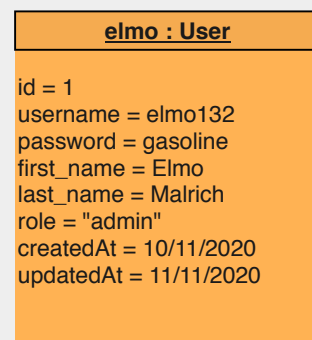 elmo : User
id = 1
username = elmo132
password = gasoline
first_name = Elmo
last_name = Malrich
role = "admin"
createdAt = 10/11/2020
updatedAt = 11/11/2020